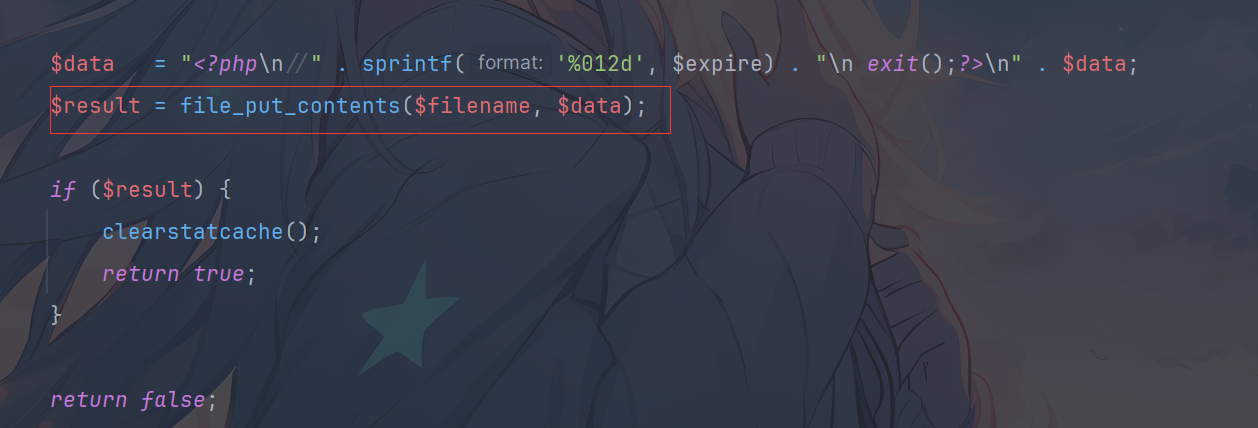 $data   = "<?php\n//" . sprintf( format: '%012d', $expire) . "\n exit();?>\n" . $data;
$result = file_put_contents($filename, $data);
if ($result) {
clearstatcache();
return true;
}
return false;